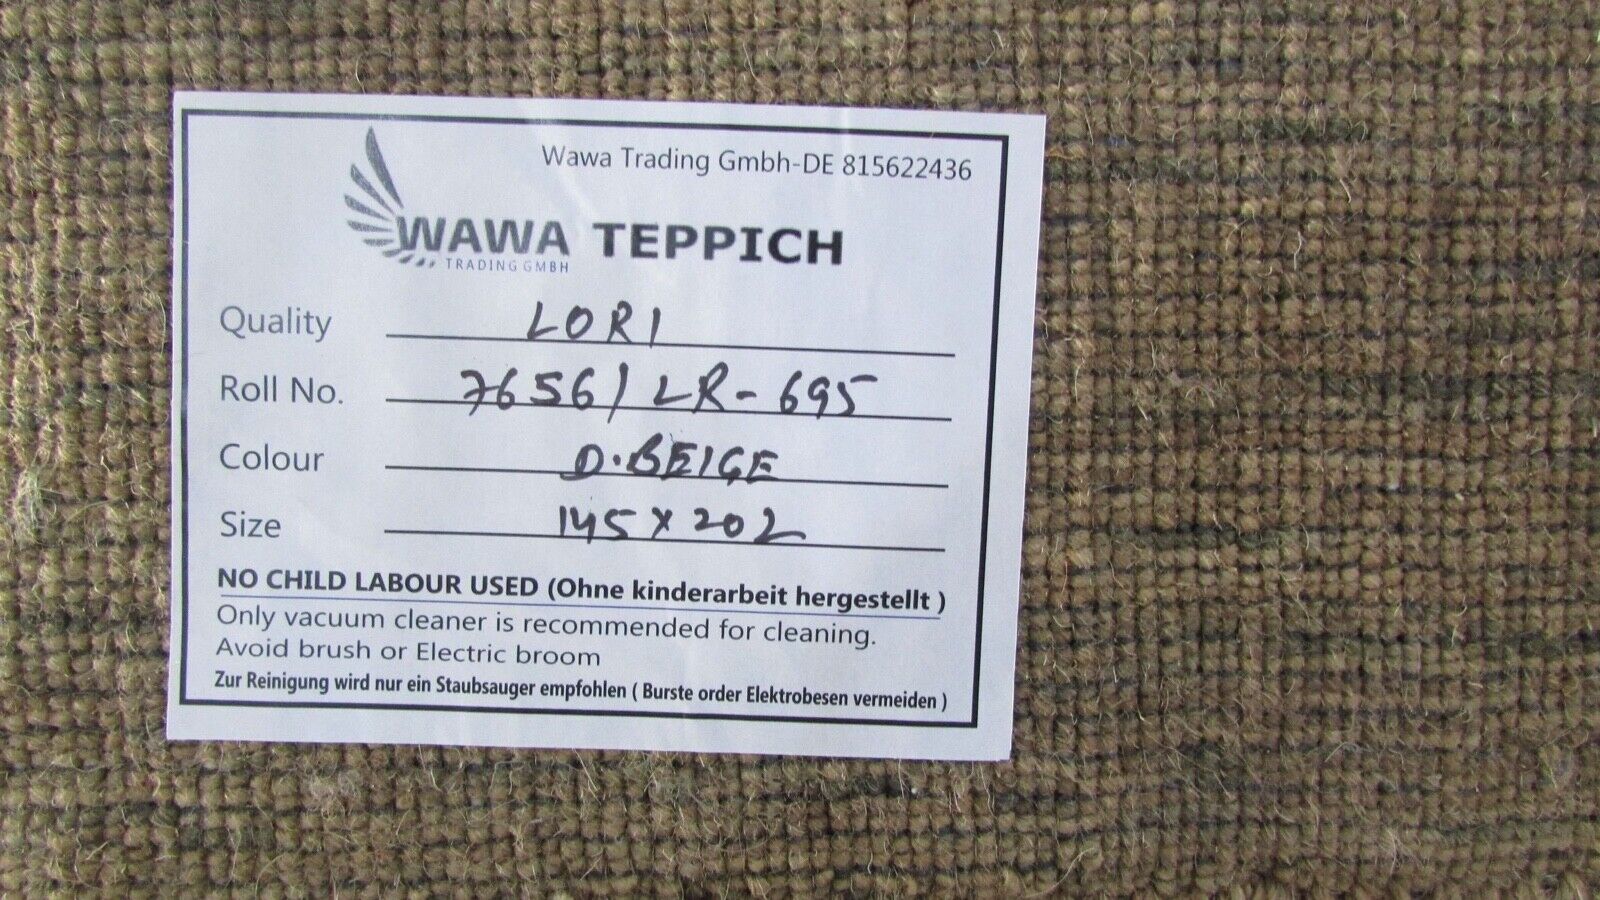 Wawa Trading Gmbh-DE 815622436
WAWA TEPPICH
TRADING GMBH
Quality LORI
Roll No. 7656/LR-695
Colour D.BEIGE
Size 145x202
NO CHILD LABOUR USED (Ohne kinderarbeit hergestellt )
Only vacuum cleaner is recommended for cleaning.
Avoid brush or Electric broom
Zur Reinigung wird nur ein Staubsauger empfohlen ( Burste order Elektrobesen vermeiden )